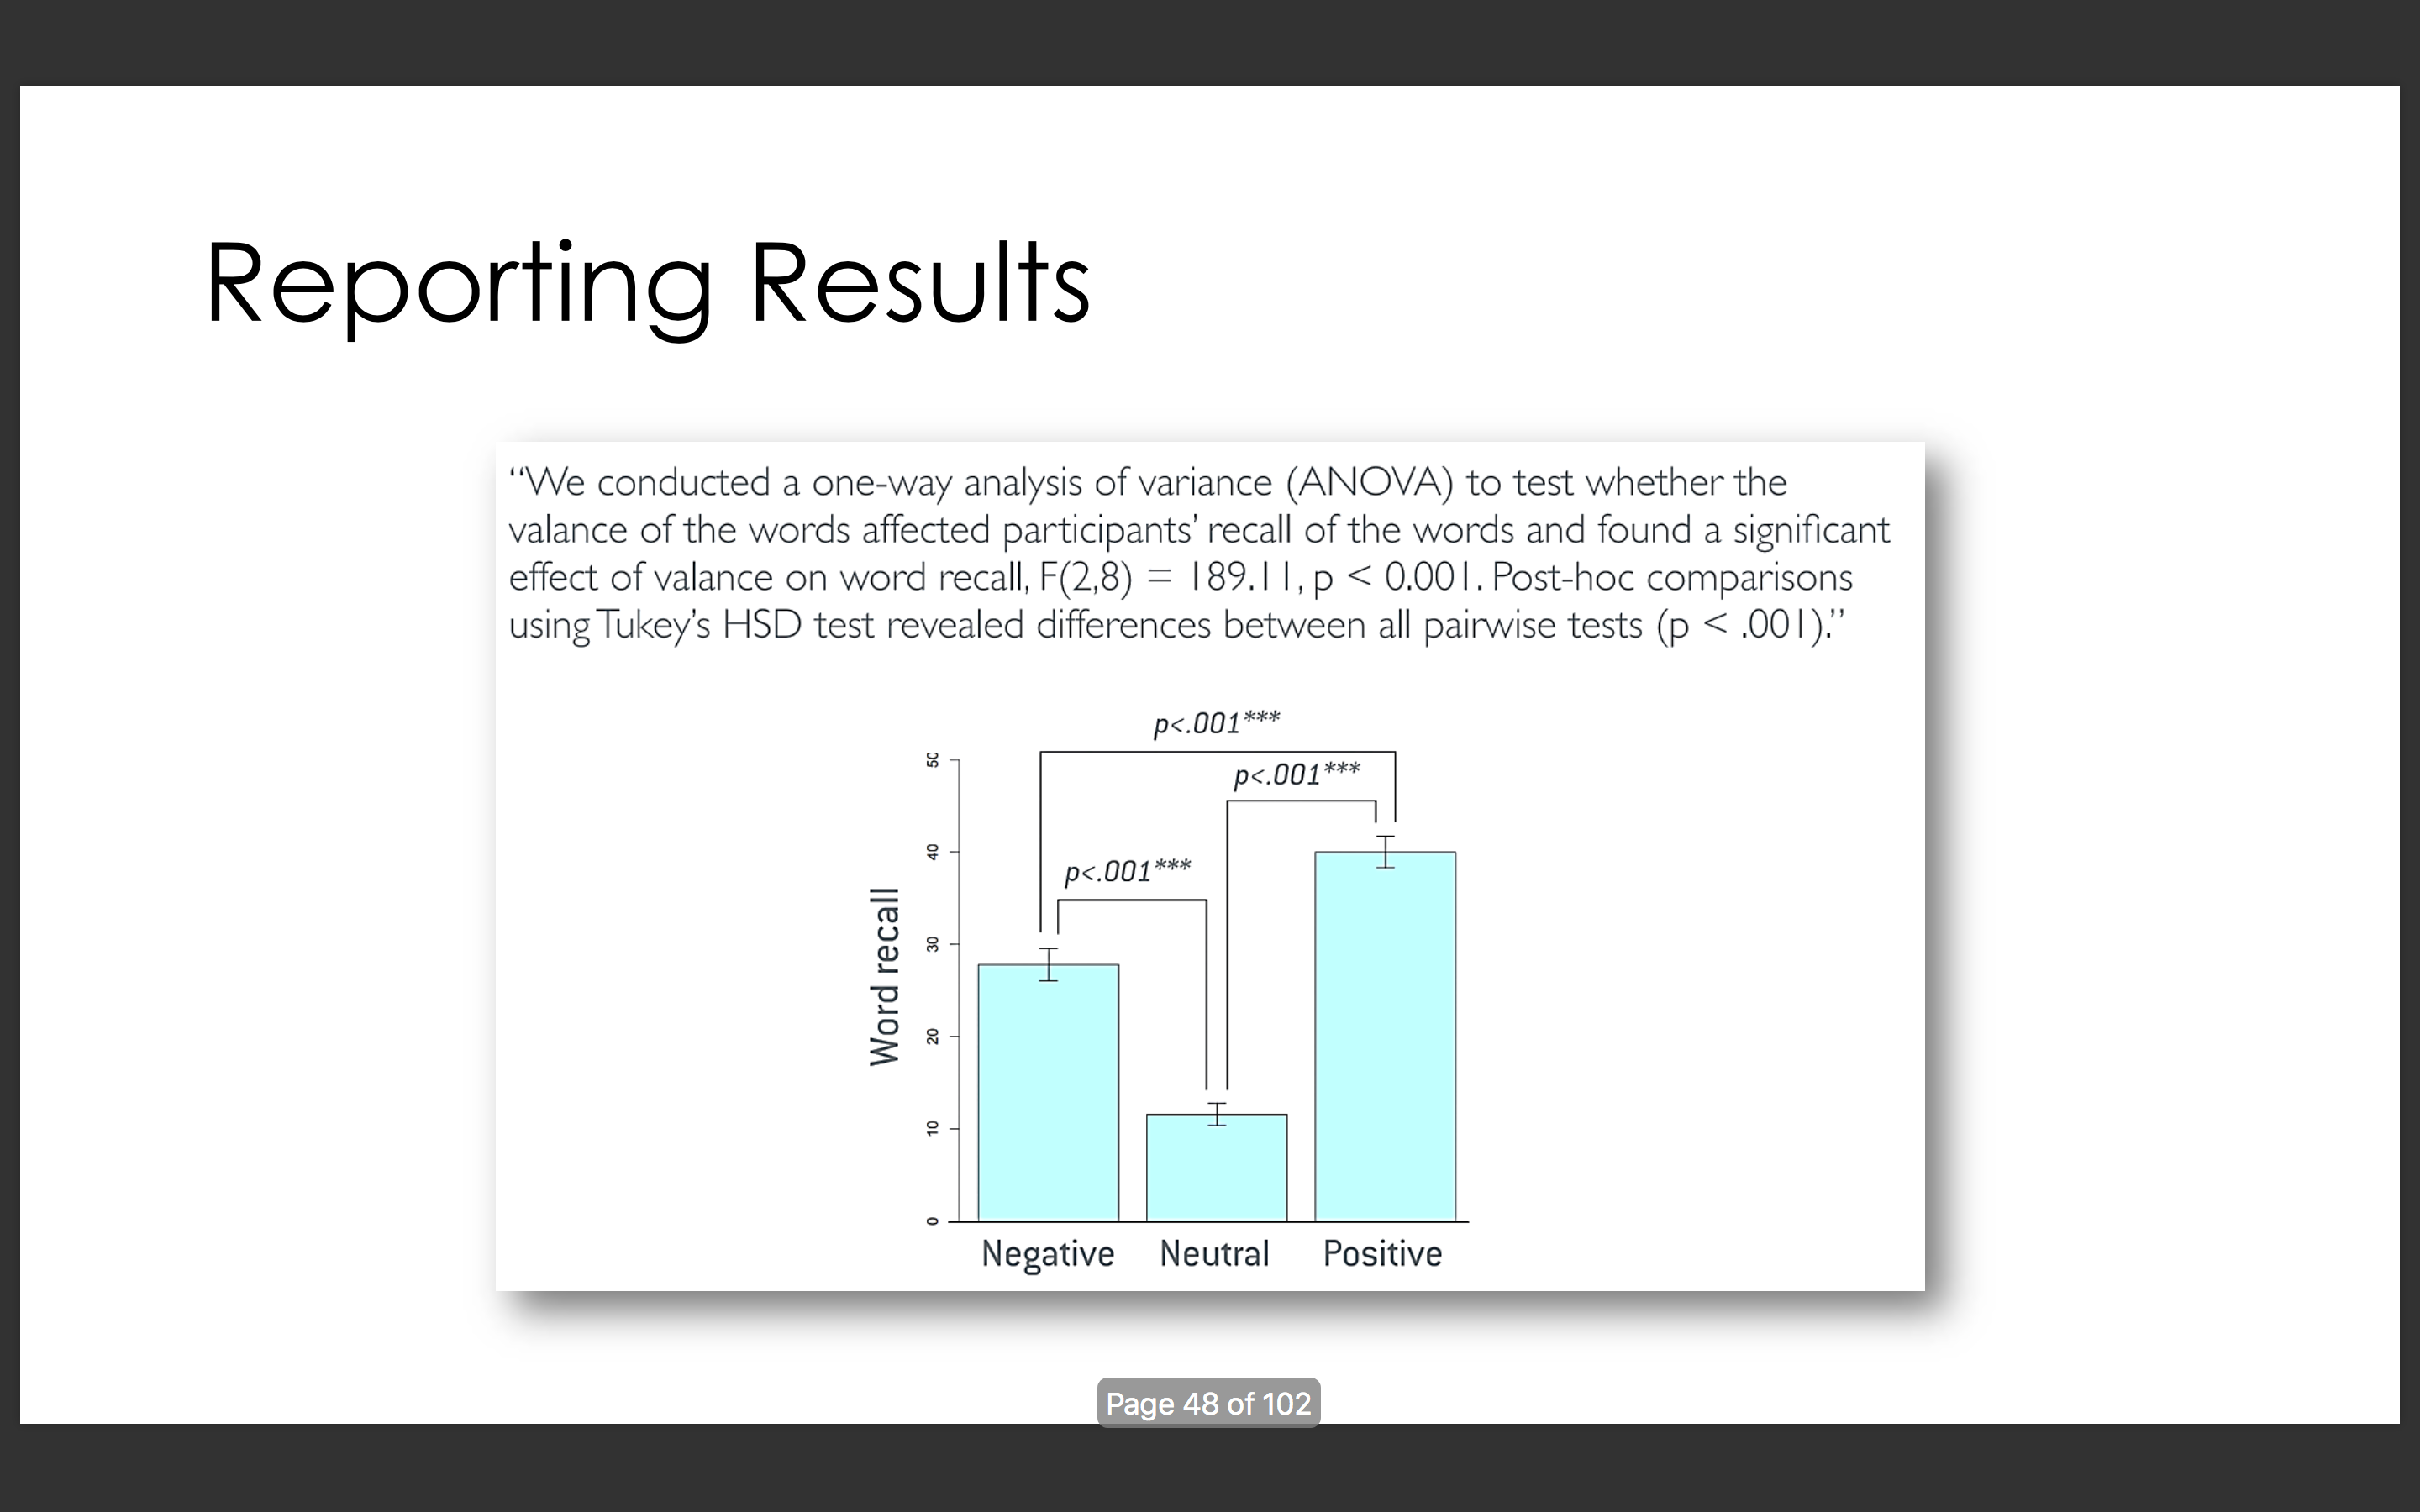 Reporting Results
“We conducted a one-way analysis of variance (ANOVA) to test whether the
valance of the words affected participants’ recall of the words and found a significant
effect of valance on word recall, F(2,8) = 189.11, p < 0.001. Post-hoc comparisons
using Tukey’s HSD test revealed differences between all pairwise tests (p < .001).”
p<.001***
p<.001***
p<.001***
50
40
30
20
10
0
Word recall
Negative Neutral Positive
Page 48 of 102